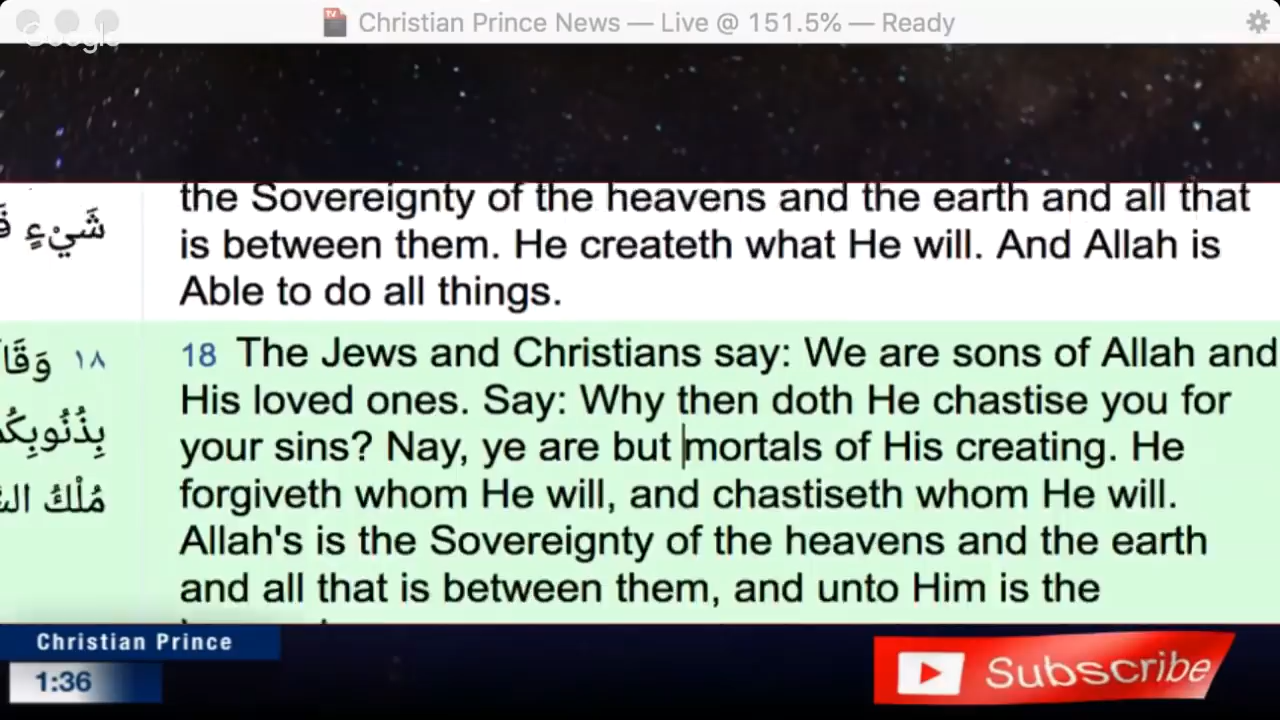 Christian Prince News — Live @ 151.5% — Ready
Google
the Sovereignty of the heavens and the earth and all that
is between them. He createth what He will. And Allah is
Able to do all things.
شَيْءٍ
18 The Jews and Christians say: We are sons of Allah and
His loved ones. Say: Why then doth He chastise you for
your sins? Nay, ye are but mortals of His creating. He
forgiveth whom He will, and chastiseth whom He will.
Allah's is the Sovereignty of the heavens and the earth
and all that is between them, and unto Him is the
١٨
مُلْكُ
Christian Prince
1:36
Subscribe